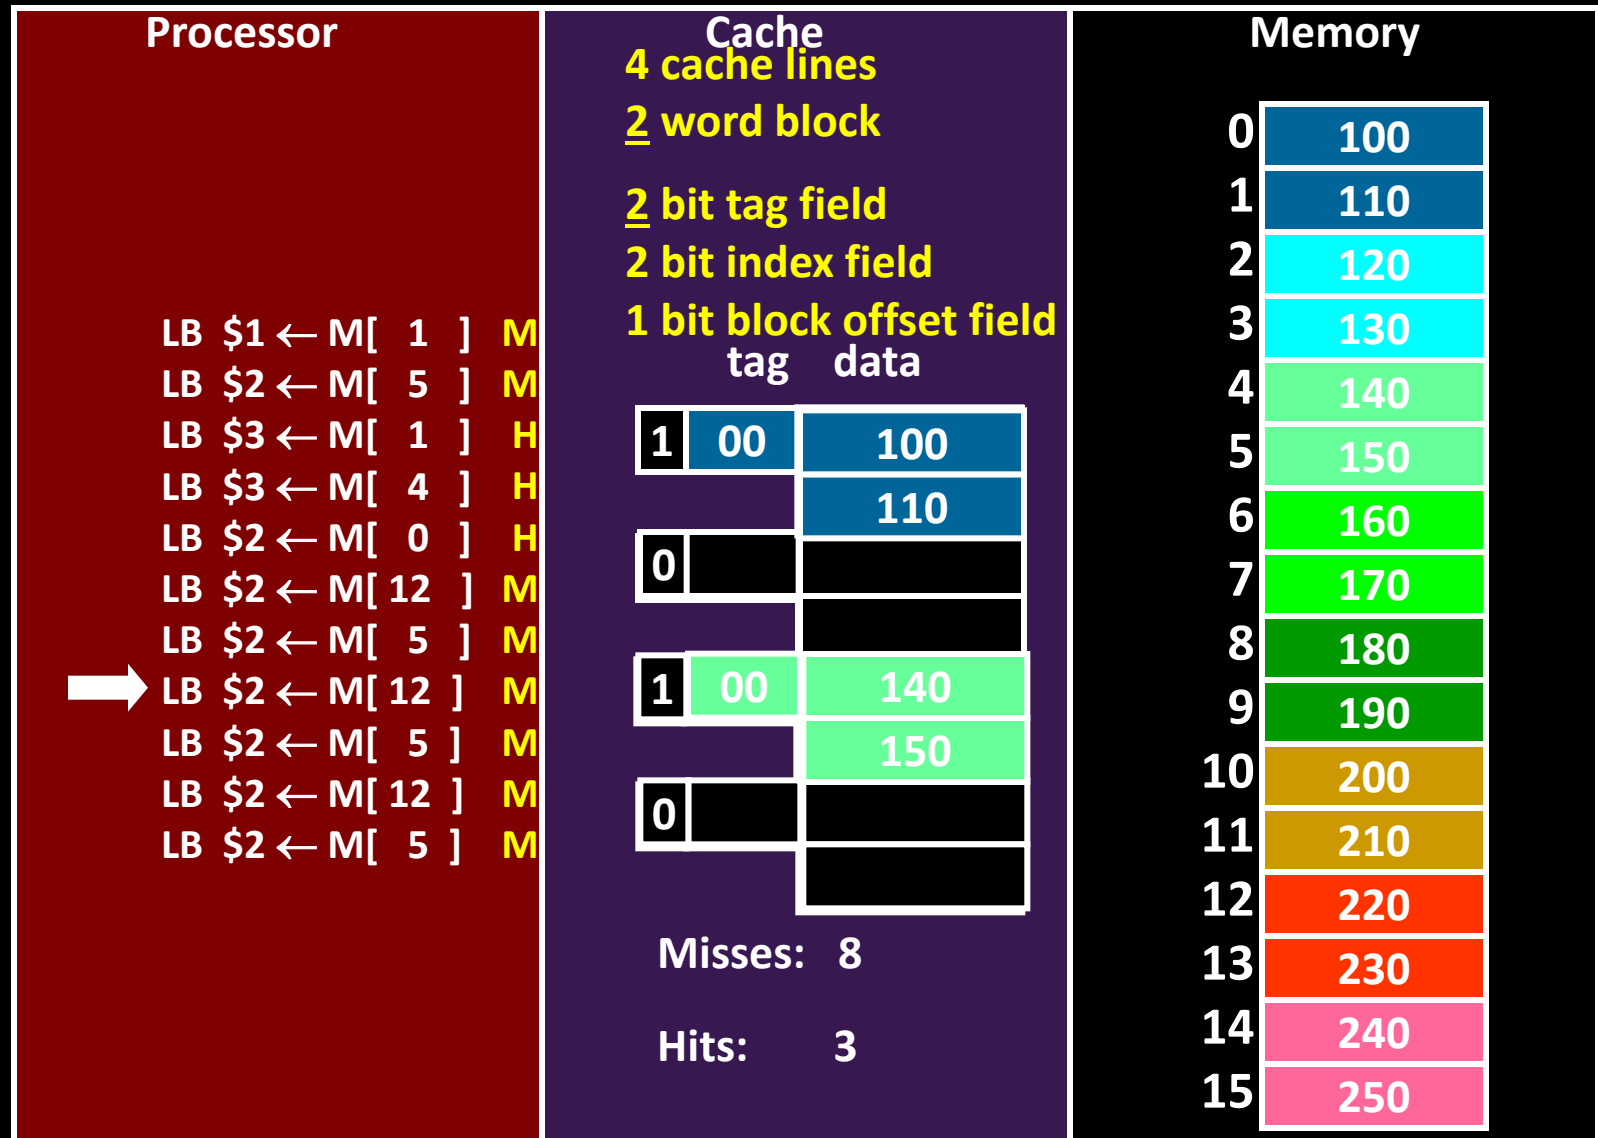 Processor
LB $1 ← M[ 1 ] M
LB $2 ← M[ 5 ] M
LB $3 ← M[ 1 ] H
LB $3 ← M[ 4 ] H
LB $2 ← M[ 0 ] H
LB $2 ← M[ 12 ] M
LB $2 ← M[ 5 ] M
LB $2 ← M[ 12 ] M
LB $2 ← M[ 5 ] M
LB $2 ← M[ 12 ] M
LB $2 ← M[ 5 ] M
Cache
4 cache lines
2 word block
2 bit tag field
2 bit index field
1 bit block offset field
tag data
1 00 100
110
0
1 00 140
150
0
Misses: 8
Hits: 3
Memory
0 100
1 110
2 120
3 130
4 140
5 150
6 160
7 170
8 180
9 190
10 200
11 210
12 220
13 230
14 240
15 250